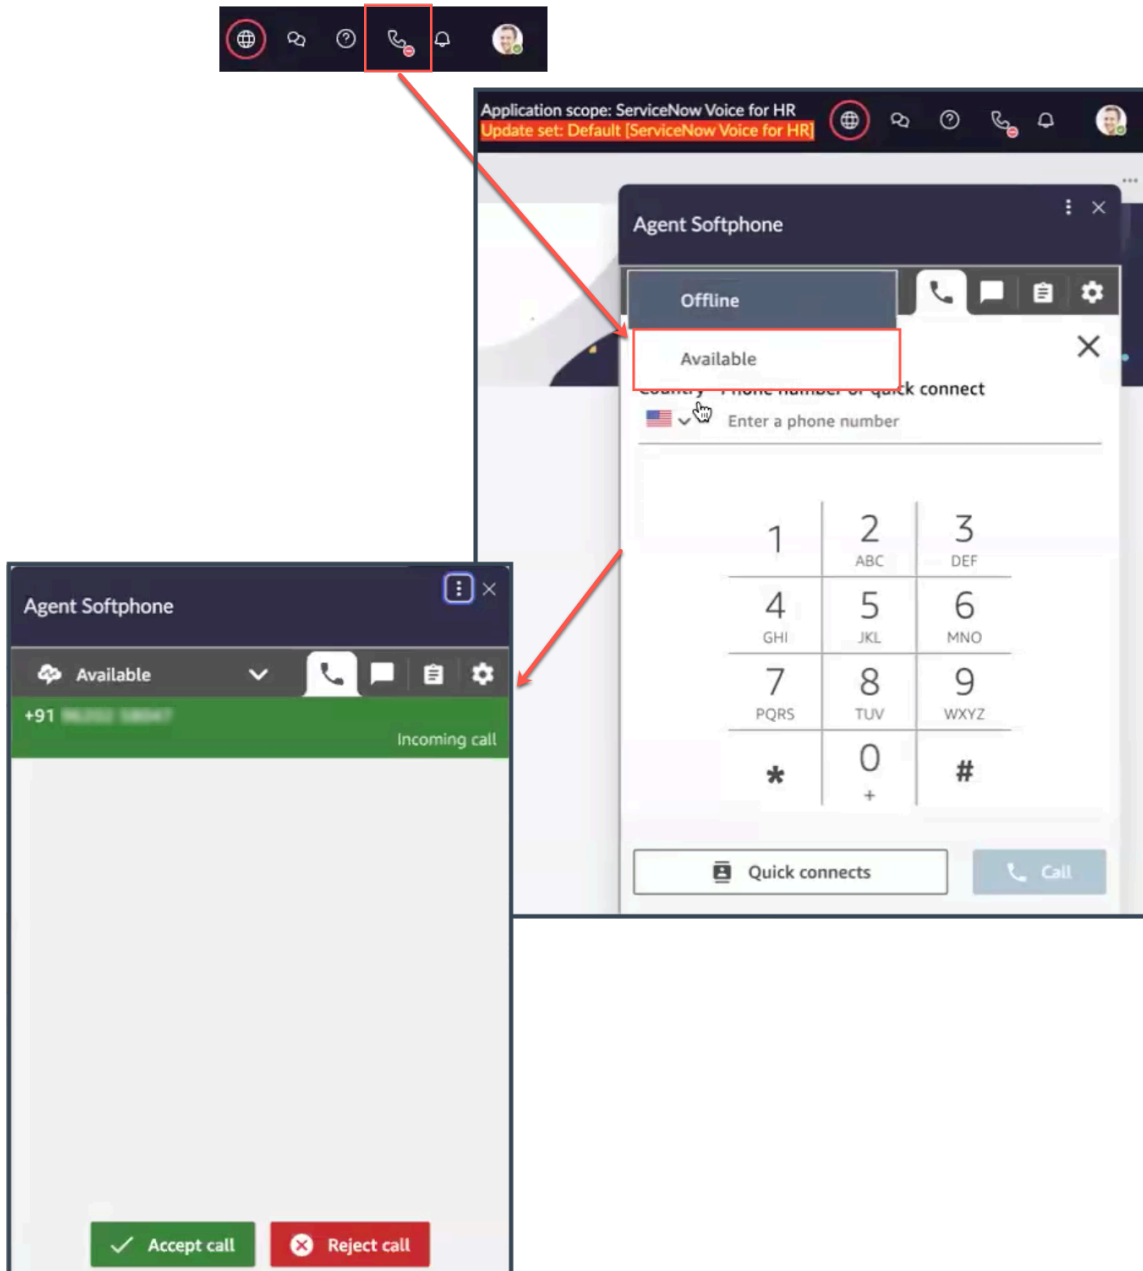 Application scope: ServiceNow Voice for HR
Update set: Default [ServiceNow Voice for HR]
Agent Softphone
Offline
Available
Country Phone number or quick connect
Enter a phone number
1
2
ABC
3
DEF
4
GHI
5
JKL
6
MNO
7
PQRS
8
TUV
9
WXYZ
*
0
+
#
Quick connects
Call
Agent Softphone
Available
+91
Incoming call
Accept call
Reject call